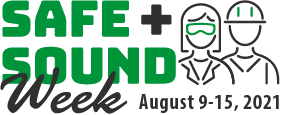 SAFE +
SOUND
Week
August 9-15, 2021